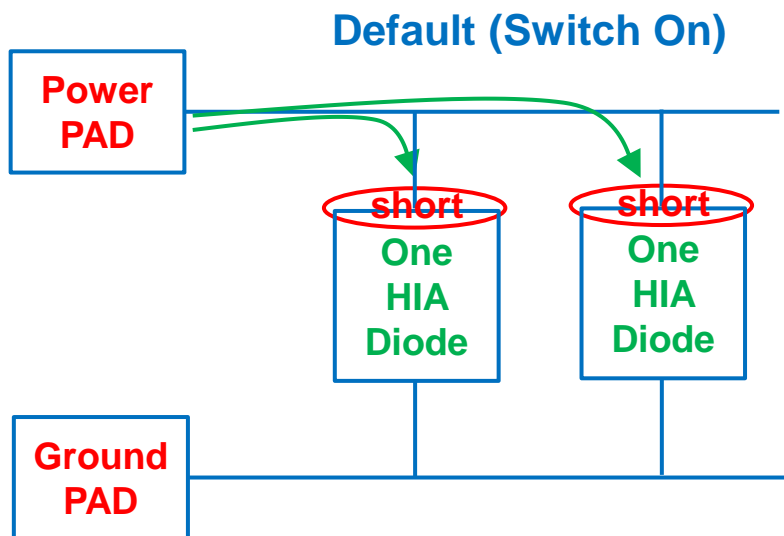 Default (Switch On)
Power
PAD
short
One
HIA
Diode
short
One
HIA
Diode
Ground
PAD